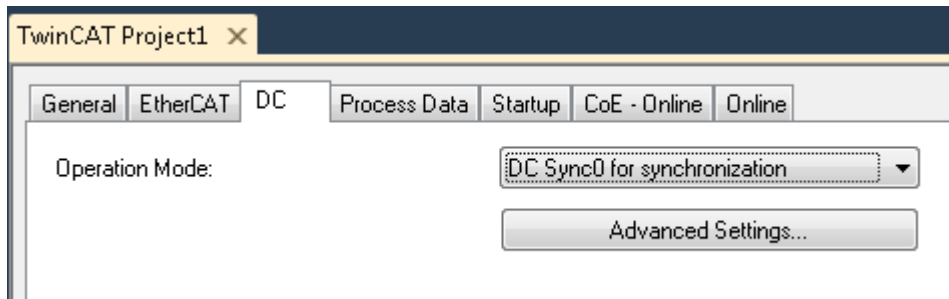 TwinCAT Project1
General EtherCAT DC Process Data Startup CoE - Online Online
Operation Mode: DC Sync0 for synchronization
Advanced Settings...